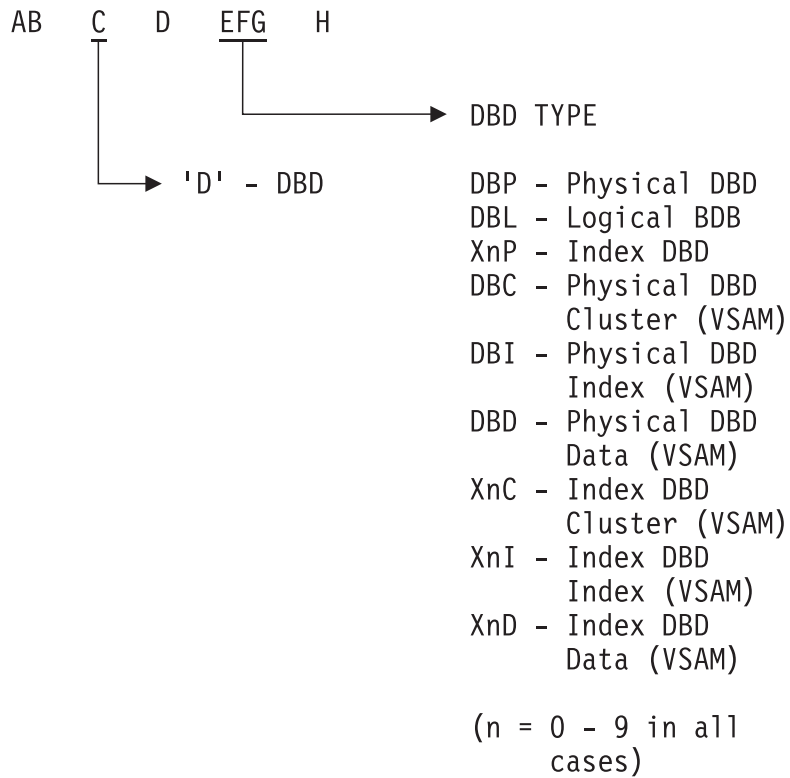 AB C D EFG H
DBD TYPE
'D' - DBD
DBP - Physical DBD
DBL - Logical BDB
XnP - Index DBD
DBC - Physical DBD
Cluster (VSAM)
DBI - Physical DBD
Index (VSAM)
DBD - Physical DBD
Data (VSAM)
XnC - Index DBD
Cluster (VSAM)
XnI - Index DBD
Index (VSAM)
XnD - Index DBD
Data (VSAM)
(n = 0 - 9 in all
cases)